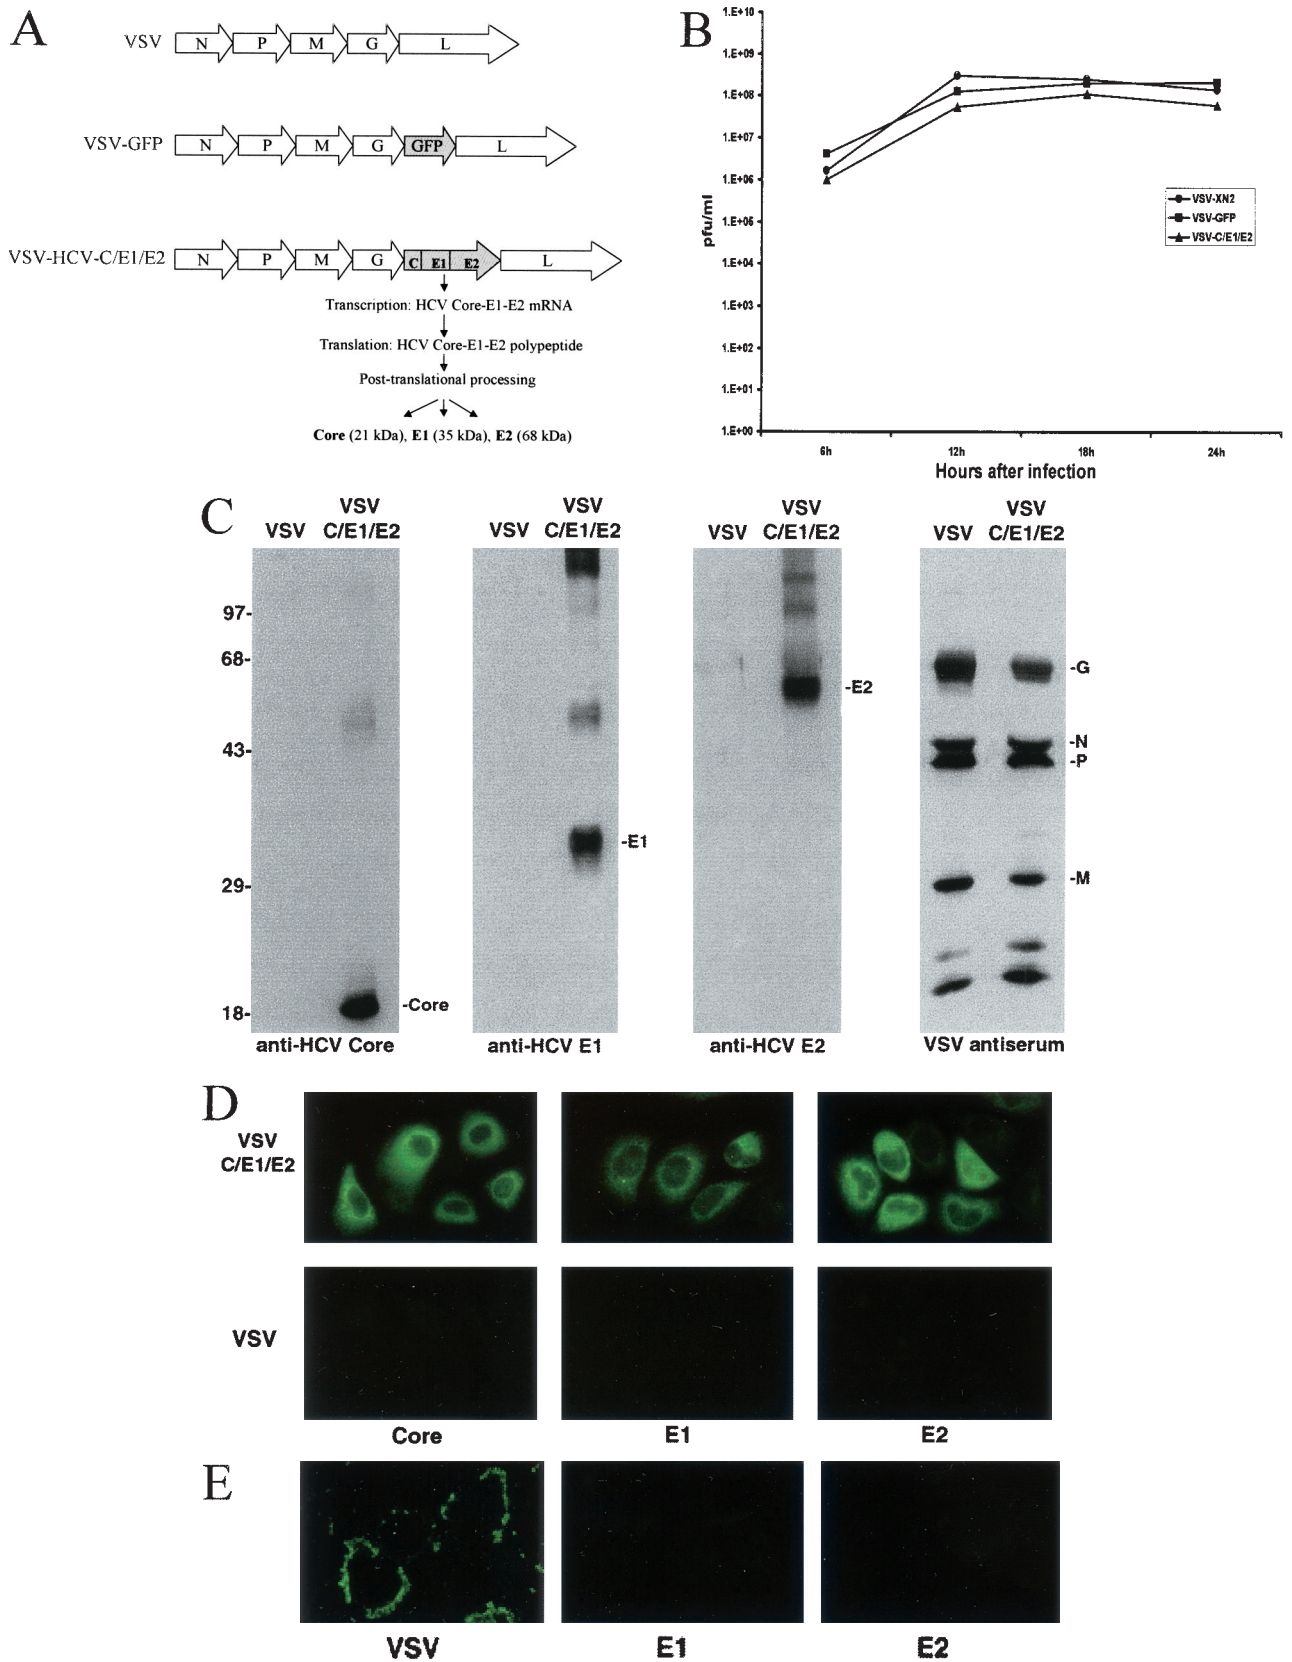 A
VSV
N P M G L
VSV-GFP
N P M G GFP L
VSV-HCV-C/E1/E2
N P M G C E1 E2 L
Transcription: HCV Core-E1-E2 mRNA
Translation: HCV Core-E1-E2 polypeptide
Post-translational processing
Core (21 kDa), E1 (35 kDa), E2 (68 kDa)
B
pfu/ml
1.E+10
1.E+09
1.E+08
1.E+07
1.E+06
1.E+05
1.E+04
1.E+03
1.E+02
1.E+01
1.E+00
6h 12h 18h 24h
Hours after infection
VSV-XN2
VSV-GFP
VSV-C/E1/E2
C
VSV VSV C/E1/E2
97-
68-
43-
29-
18-
-Core
anti-HCV Core
VSV VSV C/E1/E2
-E1
anti-HCV E1
VSV VSV C/E1/E2
-E2
anti-HCV E2
VSV VSV C/E1/E2
-G
-N
-P
-M
VSV antiserum
D
VSV
C/E1/E2
VSV
Core E1 E2
E
VSV E1 E2